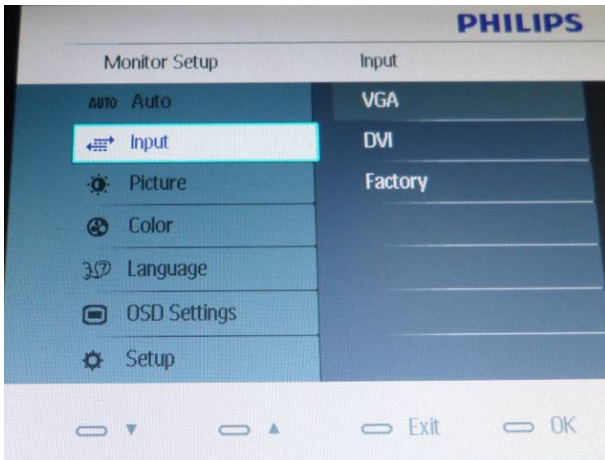 PHILIPS
Monitor Setup Input
AUTO Auto VGA
Input DVI
Picture Factory
Color
Language
OSD Settings
Setup
▼ ▲ Exit OK